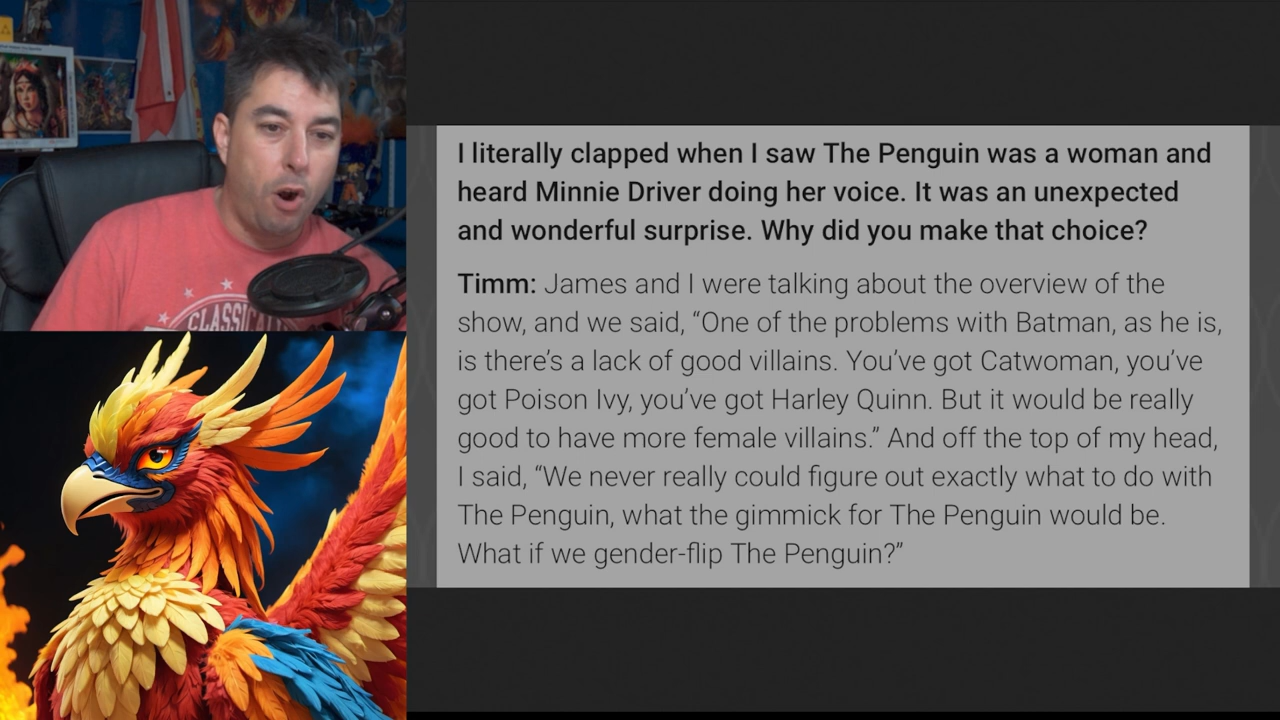 CLASSIC
I literally clapped when I saw The Penguin was a woman and
heard Minnie Driver doing her voice. It was an unexpected
and wonderful surprise. Why did you make that choice?
Timm: James and I were talking about the overview of the
show, and we said, “One of the problems with Batman, as he is,
is there’s a lack of good villains. You’ve got Catwoman, you’ve
got Poison Ivy, you’ve got Harley Quinn. But it would be really
good to have more female villains.” And off the top of my head,
I said, “We never really could figure out exactly what to do with
The Penguin, what the gimmick for The Penguin would be.
What if we gender-flip The Penguin?”